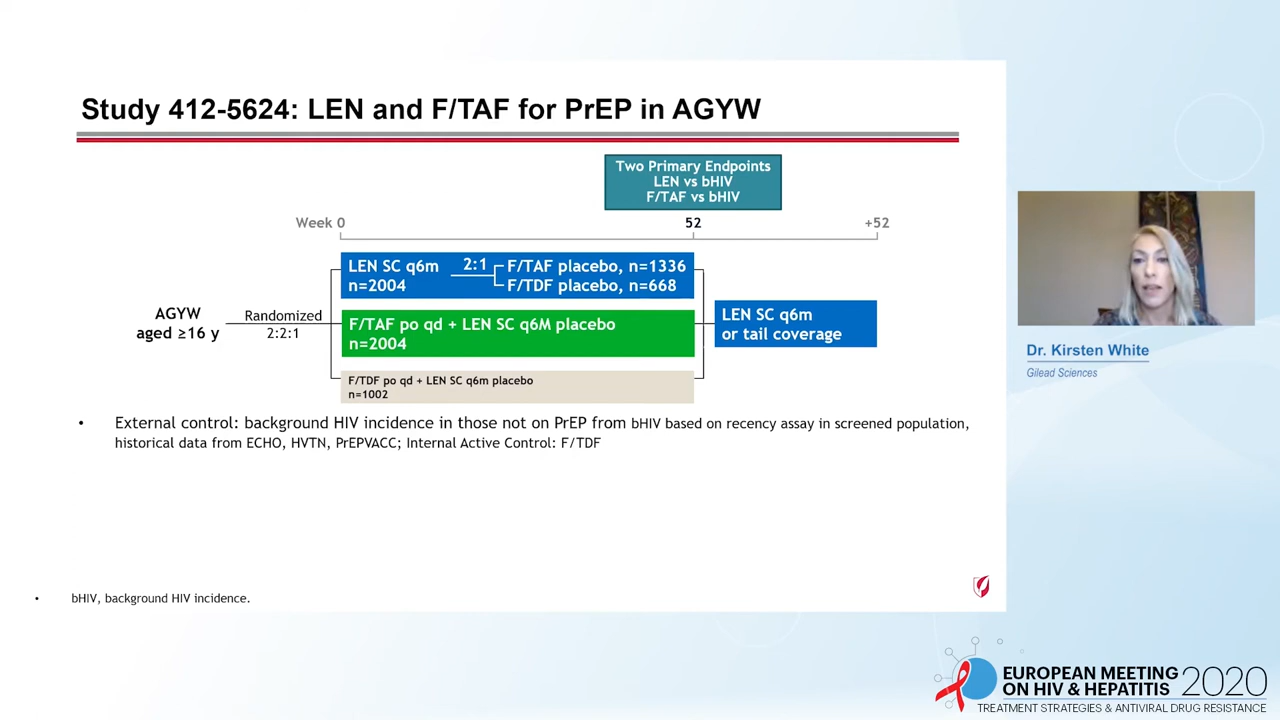 Study 412-5624: LEN and F/TAF for PrEP in AGYW
Two Primary Endpoints
LEN vs bHIV
F/TAF vs bHIV
Week 0
52
+52
AGYW
aged ≥16 y
Randomized
2:2:1
LEN SC q6m
n=2004
2:1
F/TAF placebo, n=1336
F/TDF placebo, n=668
F/TAF po qd + LEN SC q6M placebo
n=2004
F/TDF po qd + LEN SC q6m placebo
n=1002
LEN SC q6m
or tail coverage
• External control: background HIV incidence in those not on PrEP from bHIV based on recency assay in screened population,
historical data from ECHO, HVTN, PrEPVACC; Internal Active Control: F/TDF
• bHIV, background HIV incidence.
Dr. Kirsten White
Gilead Sciences
EUROPEAN MEETING
ON HIV & HEPATITIS 2020
TREATMENT STRATEGIES & ANTIVIRAL DRUG RESISTANCE